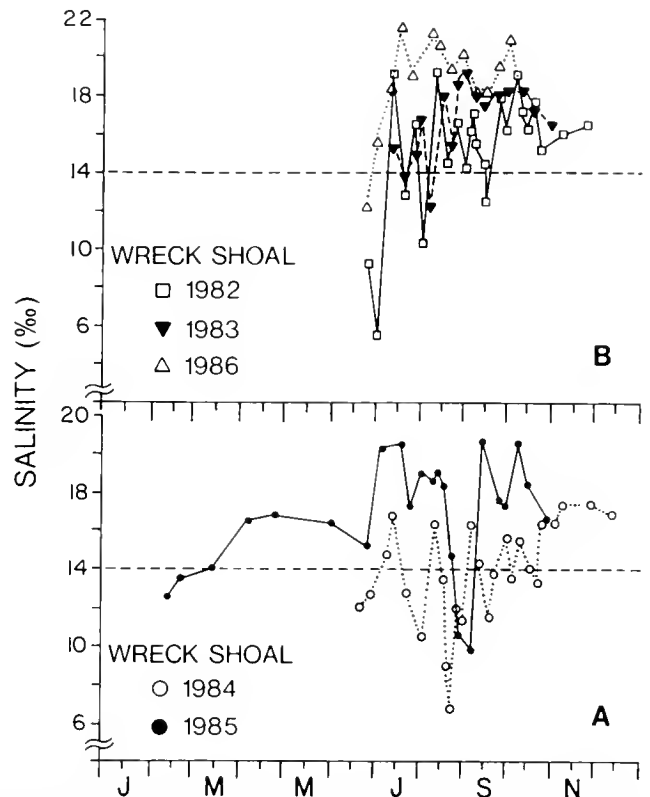 22
18
14
10
6
WRECK SHOAL
□ 1982
▼ 1983
△ 1986
B
SALINITY (‰)
20
18
14
10
6
WRECK SHOAL
○ 1984
● 1985
A
J M M J S N